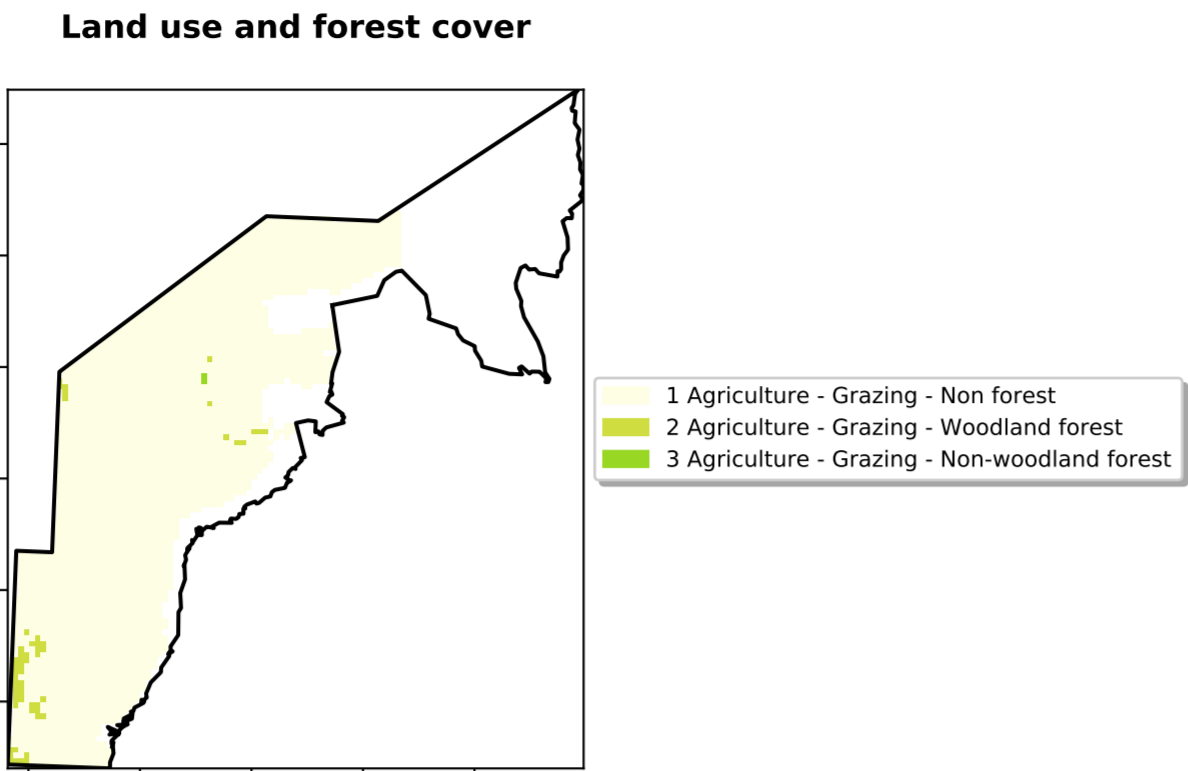 Land use and forest cover
1 Agriculture - Grazing - Non forest
2 Agriculture - Grazing - Woodland forest
3 Agriculture - Grazing - Non-woodland forest